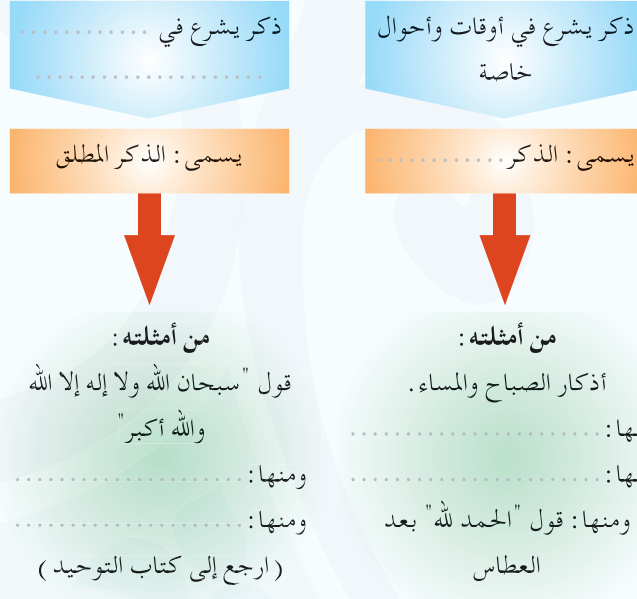 ذكر يشرع في أوقات وأحوال
خاصة
يسمى : الذكر ............
من أمثلته :
أذكار الصباح والمساء .
ها : ......................
ها : ......................
ومنها : قول "الحمد لله" بعد
العطاس
ذكر يشرع في ............
.....................
يسمى : الذكر المطلق
من أمثلته :
قول "سبحان الله ولا إله إلا الله
والله أكبر"
ومنها : .....................
ومنها : .....................
( ارجع إلى كتاب التوحيد )